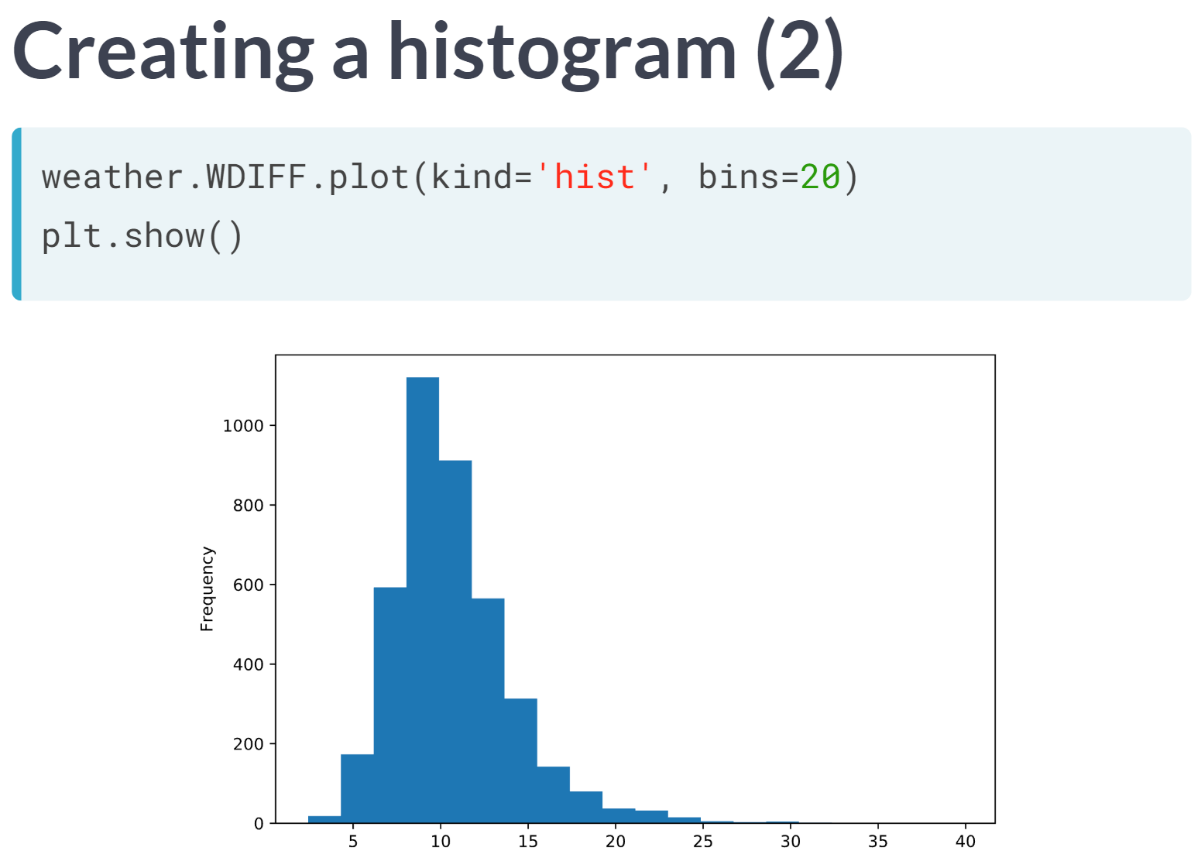 Creating a histogram (2)
weather.WDIFF.plot(kind='hist', bins=20)
plt.show()
1000
800
600
400
200
0
Frequency
5 10 15 20 25 30 35 40